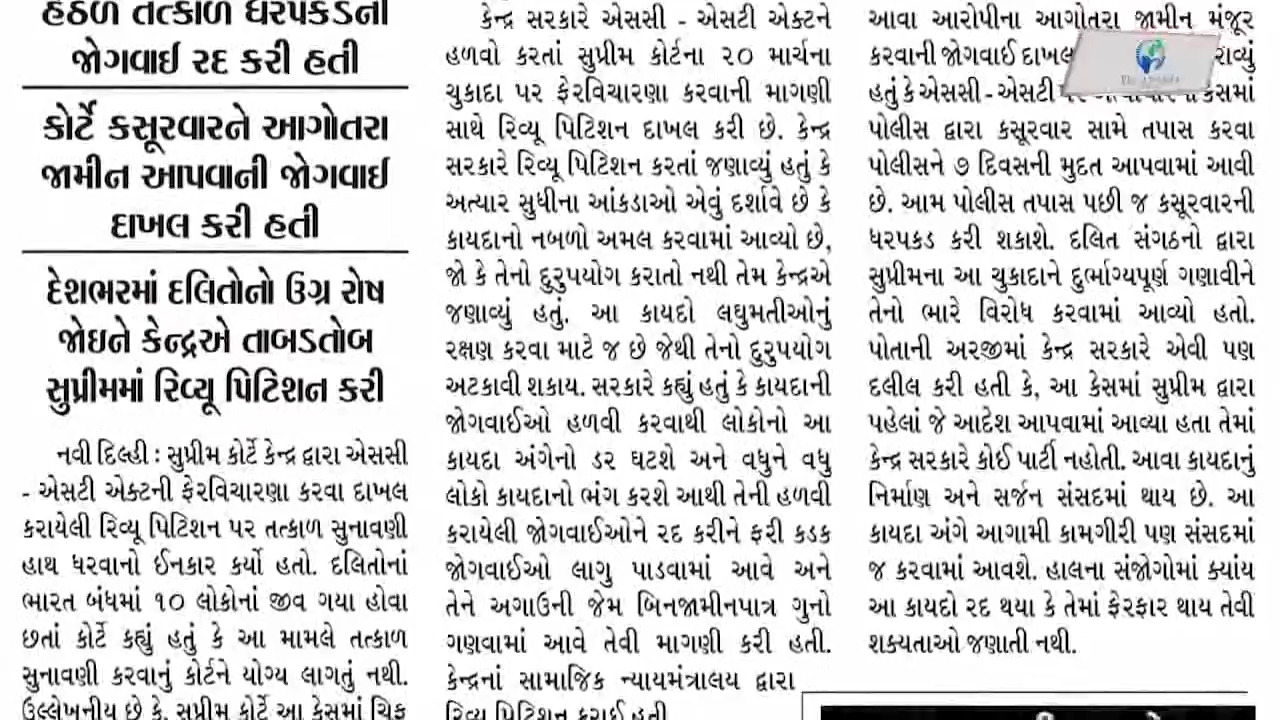 હેઠળ તત્કાળ ધરપકડની
જોગવાઈ રદ કરી હતી
કોર્ટે કસૂરવારને આગોતરા
જામીન આપવાની જોગવાઈ
દાખલ કરી હતી
દેશભરમાં દલિતોનો ઉગ્ર રોષ
જોઇને કેન્દ્રએ તાબડતોબ
સુપ્રીમમાં રિવ્યૂ પિટિશન કરી
નવી દિલ્હી : સુપ્રીમ કોર્ટે કેન્દ્ર દ્વારા એસસી
- એસટી એક્ટની ફેરવિચારણા કરવા દાખલ
કરાયેલી રિવ્યૂ પિટિશન પર તત્કાળ સુનાવણી
હાથ ધરવાનો ઈનકાર કર્યો હતો. દલિતોનાં
ભારત બંધમાં ૧૦ લોકોનાં જીવ ગયા હોવા
છતાં કોર્ટે કહ્યું હતું કે આ મામલે તત્કાળ
સુનાવણી કરવાનું કોર્ટને યોગ્ય લાગતું નથી.
ઉલ્લેખનીય છે કે, સુપ્રીમ કોર્ટે આ કેસમાં ચિફ
કેન્દ્ર સરકારે એસસી - એસટી એક્ટને
હળવો કરતાં સુપ્રીમ કોર્ટના ૨૦ માર્ચના
ચુકાદા પર ફેરવિચારણા કરવાની માગણી
સાથે રિવ્યૂ પિટિશન દાખલ કરી છે. કેન્દ્ર
સરકારે રિવ્યૂ પિટિશન કરતાં જણાવ્યું હતું કે
અત્યાર સુધીના આંકડાઓ એવું દર્શાવે છે કે
કાયદાનો નબળો અમલ કરવામાં આવ્યો છે,
જો કે તેનો દુરુપયોગ કરાતો નથી તેમ કેન્દ્રએ
જણાવ્યું હતું. આ કાયદો લઘુમતીઓનું
રક્ષણ કરવા માટે જ છે જેથી તેનો દુરુપયોગ
અટકાવી શકાય. સરકારે કહ્યું હતું કે કાયદાની
જોગવાઈઓ હળવી કરવાથી લોકોનો આ
કાયદા અંગેનો ડર ઘટશે અને વધુને વધુ
લોકો કાયદાનો ભંગ કરશે આથી તેની હળવી
કરાયેલી જોગવાઈઓને રદ કરીને ફરી કડક
જોગવાઈઓ લાગુ પાડવામાં આવે અને
તેને અગાઉની જેમ બિનજામીનપાત્ર ગુનો
ગણવામાં આવે તેવી માગણી કરી હતી.
કેન્દ્રનાં સામાજિક ન્યાયમંત્રાલય દ્વારા
રિવ્યુ પિટિશન કરાઈ હતી
આવા આરોપીના આગોતરા જામીન મંજૂર
કરવાની જોગવાઈ દાખલ
હતું કે એસસી - એસટી કેસમાં
પોલીસ દ્વારા કસૂરવાર સામે તપાસ કરવા
પોલીસને ૭ દિવસની મુદત આપવામાં આવી
છે. આમ પોલીસ તપાસ પછી જ કસૂરવારની
ધરપકડ કરી શકાશે. દલિત સંગઠનો દ્વારા
સુપ્રીમના આ ચુકાદાને દુર્ભાગ્યપૂર્ણ ગણાવીને
તેનો ભારે વિરોધ કરવામાં આવ્યો હતો.
પોતાની અરજીમાં કેન્દ્ર સરકારે એવી પણ
દલીલ કરી હતી કે, આ કેસમાં સુપ્રીમ દ્વારા
પહેલાં જે આદેશ આપવામાં આવ્યા હતા તેમાં
કેન્દ્ર સરકારે કોઈ પાર્ટી નહોતી. આવા કાયદાનું
નિર્માણ અને સર્જન સંસદમાં થાય છે. આ
કાયદા અંગે આગામી કામગીરી પણ સંસદમાં
જ કરવામાં આવશે. હાલના સંજોગોમાં ક્યાંય
આ કાયદો રદ થયા કે તેમાં ફેરફાર થાય તેવી
શક્યતાઓ જણાતી નથી.